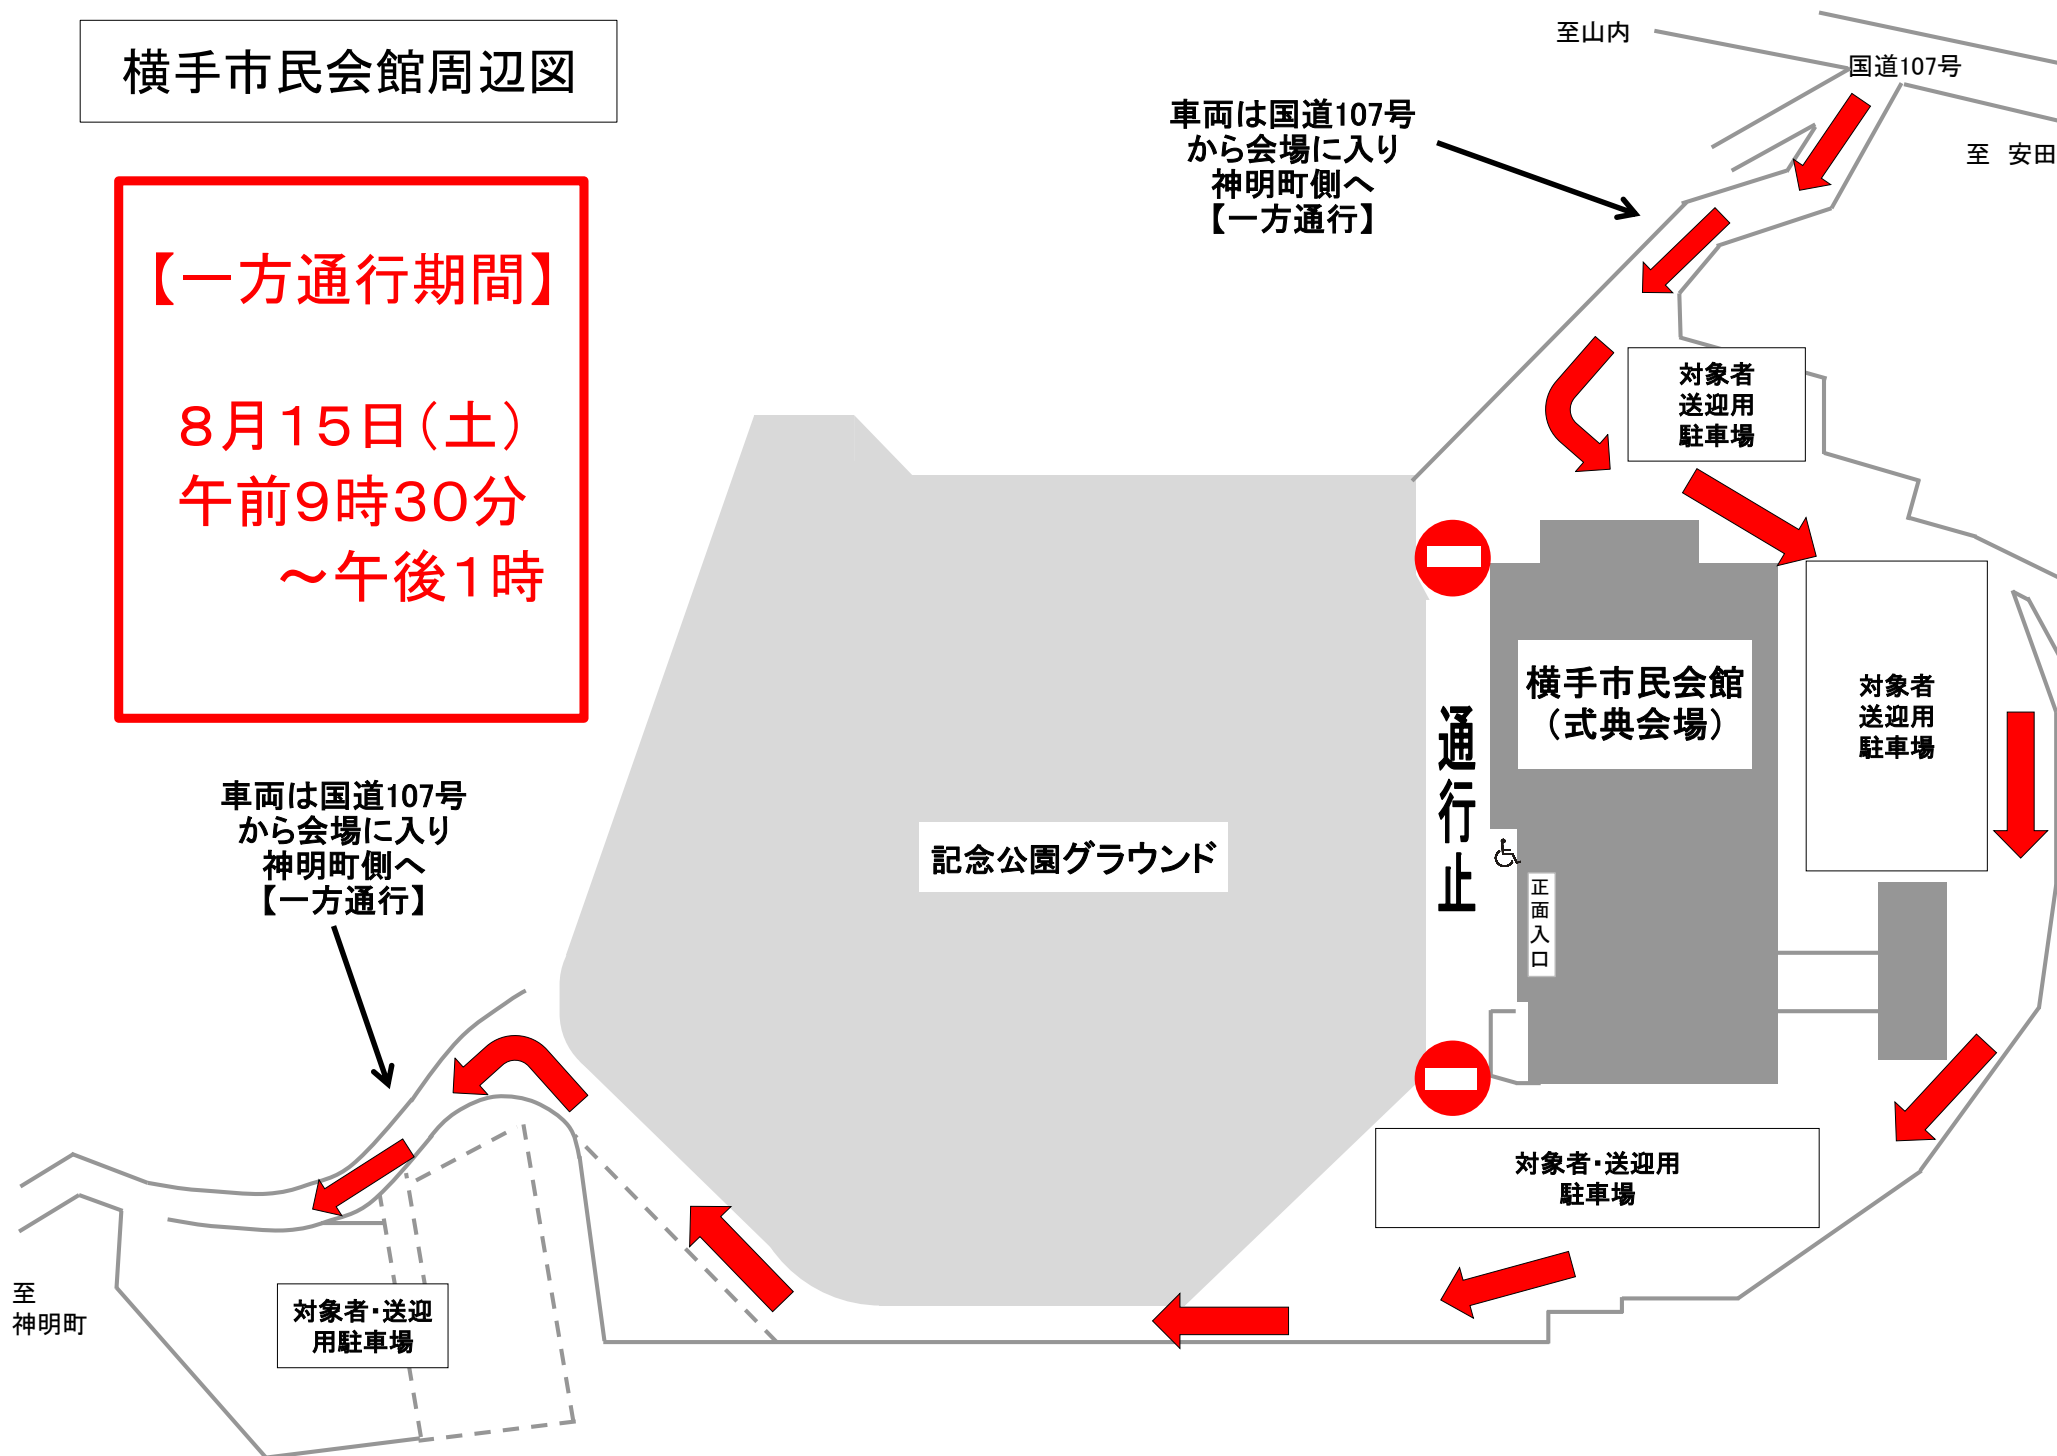 横手市民会館周辺図
【一方通行期間】
８月１５日（土）
午前９時３０分
～午後１時
至山内
国道107号
至　安田
車両は国道107号
から会場に入り
神明町側へ
【一方通行】
対象者
送迎用
駐車場
横手市民会館
（式典会場）
対象者
送迎用
駐車場
通行止
正面入口
記念公園グラウンド
車両は国道107号
から会場に入り
神明町側へ
【一方通行】
対象者・送迎用
駐車場
至
神明町
対象者・送迎
用駐車場